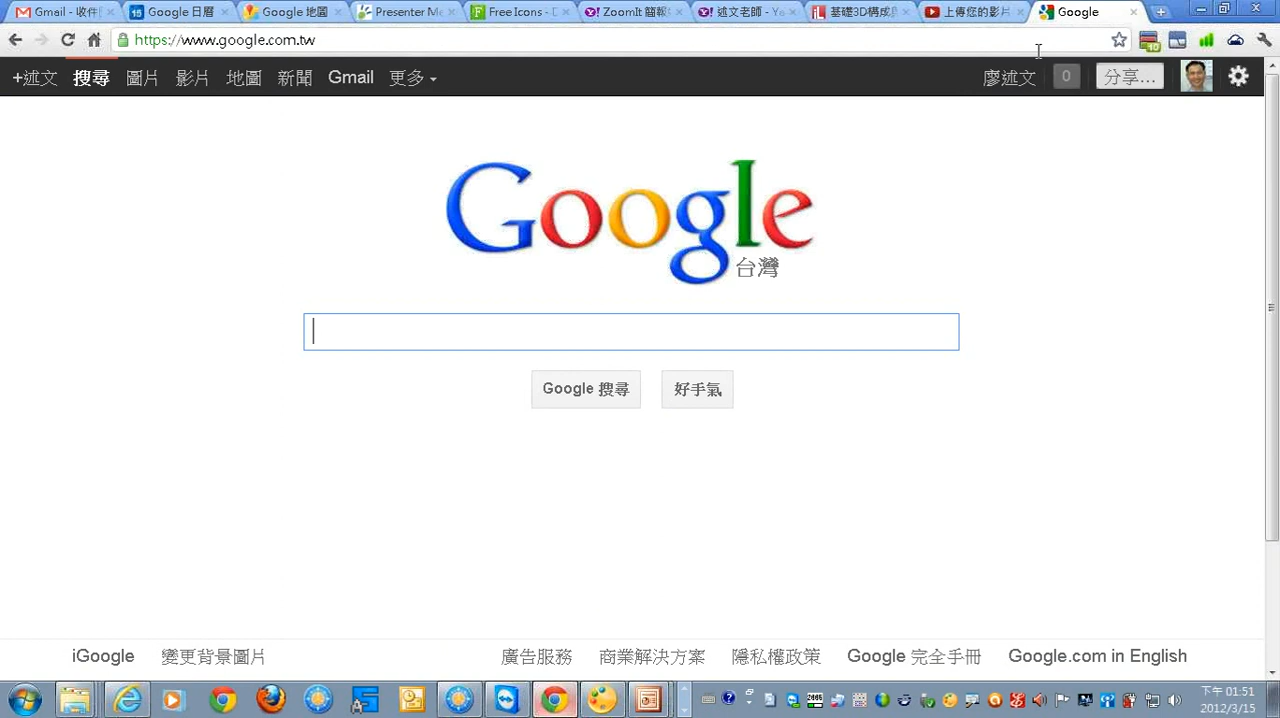 Gmail - 收件
15 Google 日曆
Google 地圖
Presenter Me
Free Icons - D
ZoomIt 簡報
述文老師 - Ye
基礎3D構成
上傳您的影片
Google
https://www.google.com.tw
10
+述文 搜尋 圖片 影片 地圖 新聞 Gmail 更多 廖述文 0 分享...
Google
台灣
Google 搜尋 好手氣
iGoogle 變更背景圖片 廣告服務 商業解決方案 隱私權政策 Google 完全手冊 Google.com in English
下午 01:51
2012/3/15